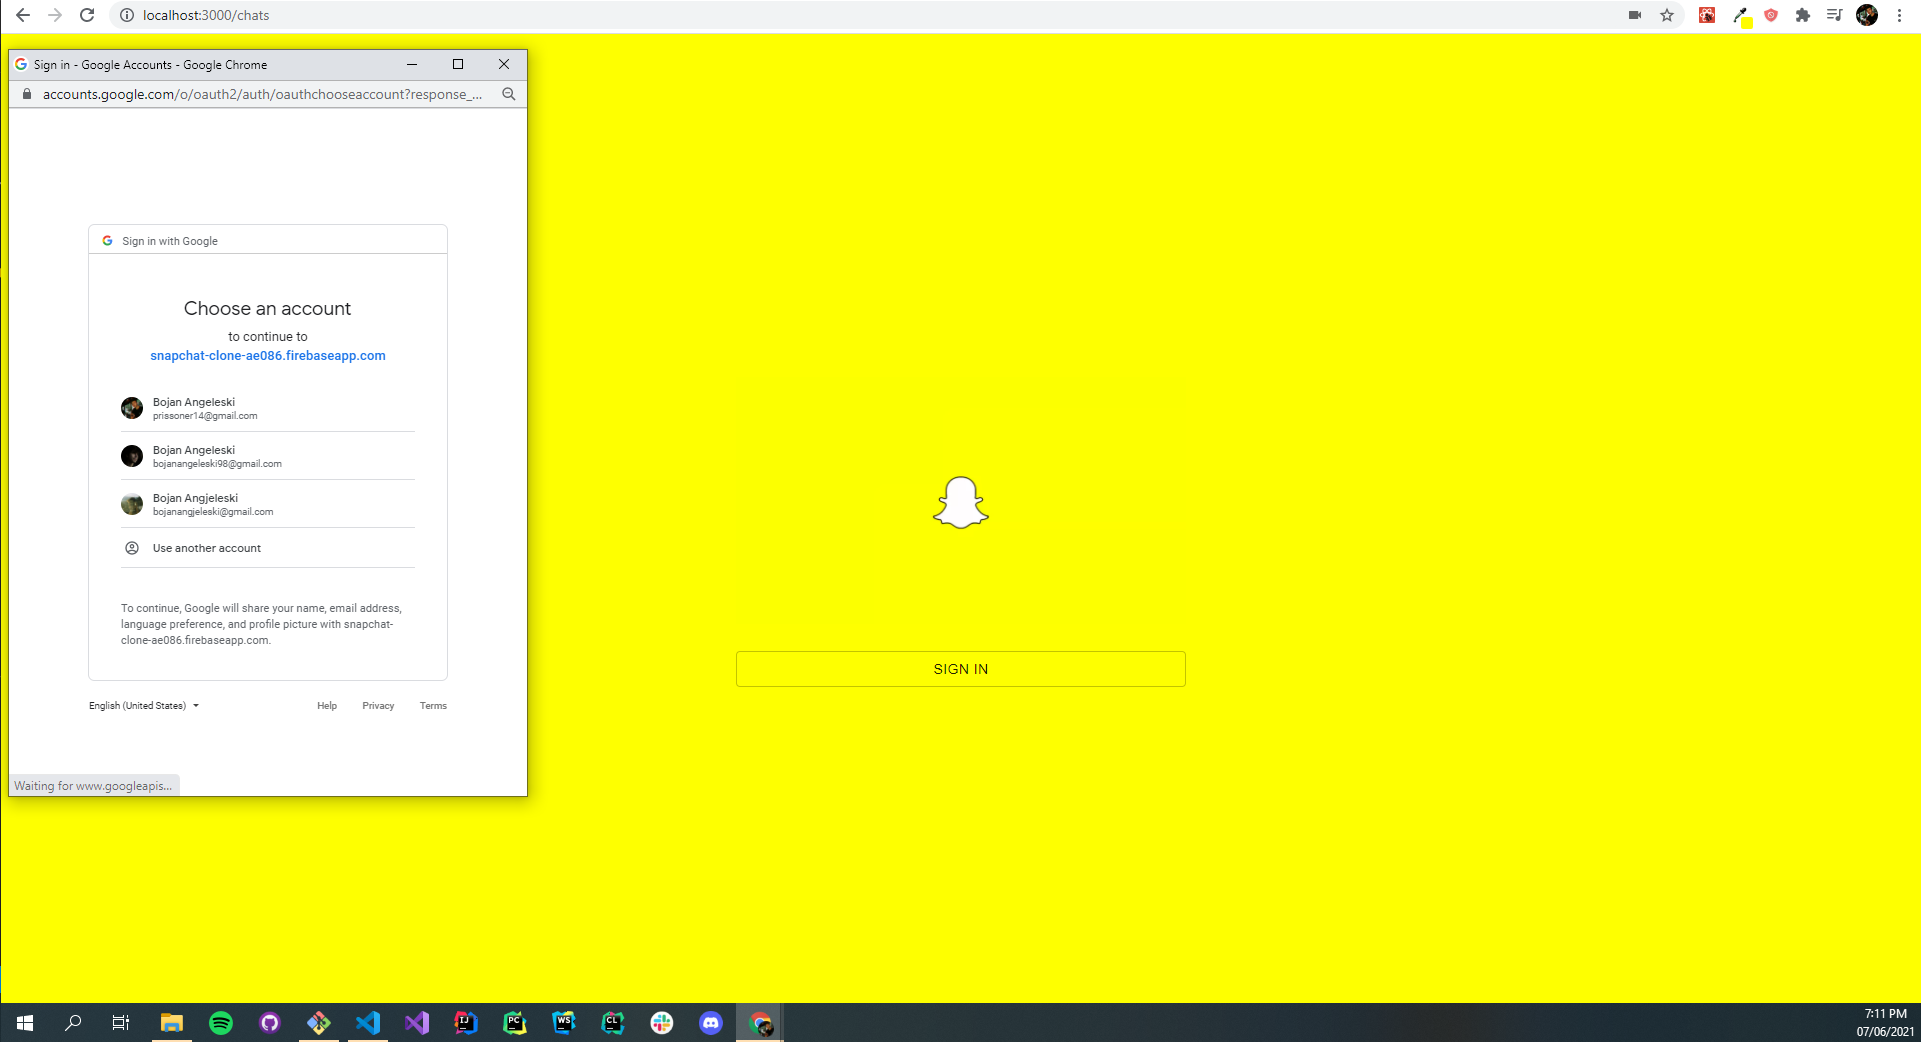 localhost:3000/chats
Sign in - Google Accounts - Google Chrome
accounts.google.com/o/oauth2/auth/oauthchooseaccount?response_...
Sign in with Google
Choose an account
to continue to
snapchat-clone-ae086.firebaseapp.com
Bojan Angeleski
prissoner14@gmail.com
Bojan Angeleski
bojanangeleski98@gmail.com
Bojan Angjeleski
bojanangjeleski@gmail.com
Use another account
To continue, Google will share your name, email address,
language preference, and profile picture with snapchat-
clone-ae086.firebaseapp.com.
English (United States)
Help
Privacy
Terms
Waiting for www.googleapis...
SIGN IN
IJ
PC
WS
CL
7:11 PM
07/06/2021